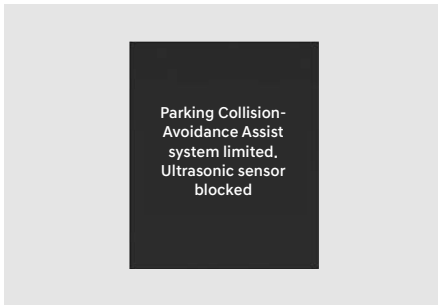 Parking Collision-
Avoidance Assist
system limited.
Ultrasonic sensor
blocked